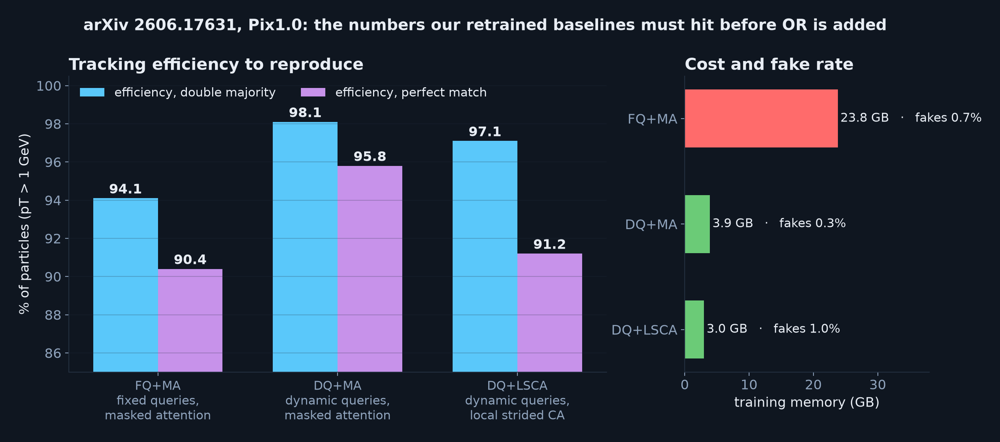 arXiv 2606.17631, Pix1.0: the numbers our retrained baselines must hit before OR is added
Tracking efficiency to reproduce
efficiency, double majority
efficiency, perfect match
% of particles (pT > 1 GeV)
100
98
96
94
92
90
88
86
94.1
90.4
98.1
95.8
97.1
91.2
FQ+MA
fixed queries,
masked attention
DQ+MA
dynamic queries,
masked attention
DQ+LSCA
dynamic queries,
local strided CA
Cost and fake rate
FQ+MA
23.8 GB · fakes 0.7%
DQ+MA
3.9 GB · fakes 0.3%
DQ+LSCA
3.0 GB · fakes 1.0%
0
10
20
30
training memory (GB)